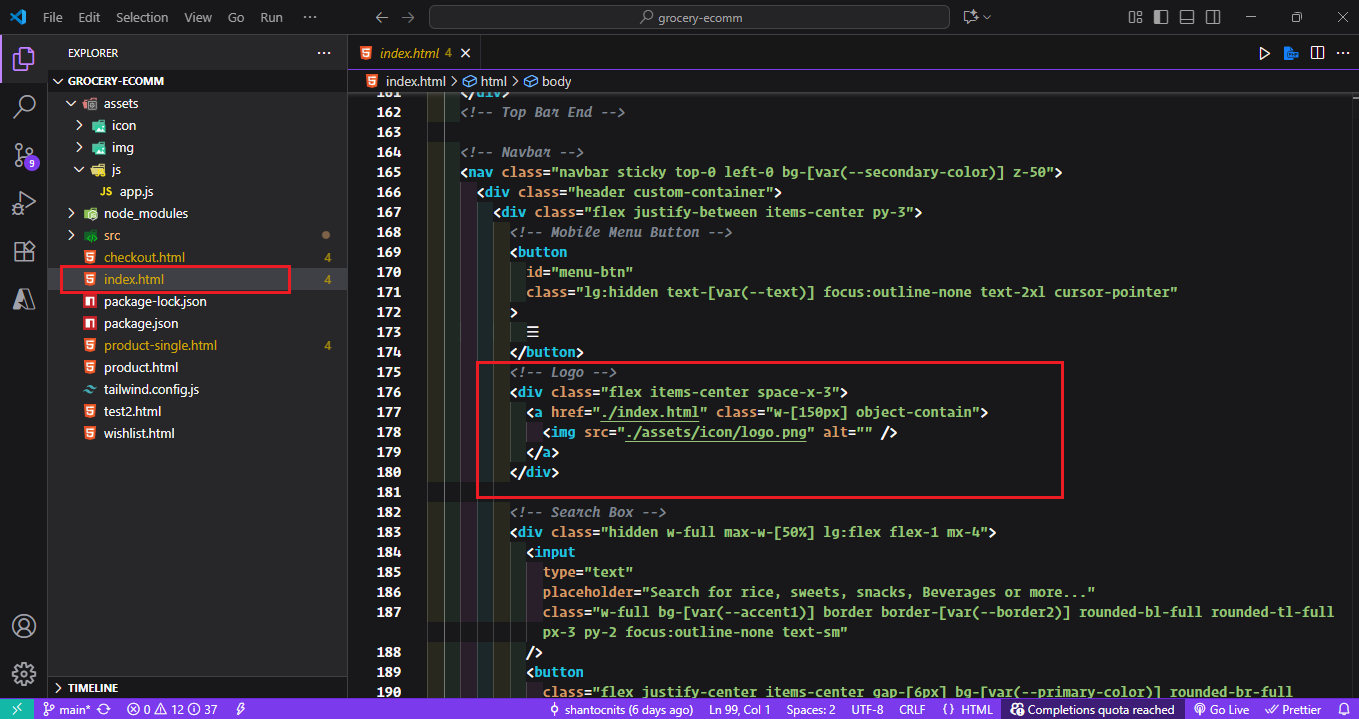 File Edit Selection View Go Run ··· grocery-ecomm
EXPLORER ···
GROCERY-ECOMM
assets
icon
img
js
JS app.js
node_modules
src
checkout.html 4
index.html 4
package-lock.json
package.json
product-single.html 4
product.html
tailwind.config.js
test2.html
wishlist.html
TIMELINE
index.html 4
index.html > html > body
161 </div>
162 <!-- Top Bar End -->
163
164 <!-- Navbar -->
165 <nav class="navbar sticky top-0 left-0 bg-[var(--secondary-color)] z-50">
166 <div class="header custom-container">
167 <div class="flex justify-between items-center py-3">
168 <!-- Mobile Menu Button -->
169 <button
170 id="menu-btn"
171 class="lg:hidden text-[var(--text)] focus:outline-none text-2xl cursor-pointer"
172 >
173 ☰
174 </button>
175 <!-- Logo -->
176 <div class="flex items-center space-x-3">
177 <a href="./index.html" class="w-[150px] object-contain">
178 <img src="./assets/icon/logo.png" alt="" />
179 </a>
180 </div>
181
182 <!-- Search Box -->
183 <div class="hidden w-full max-w-[50%] lg:flex flex-1 mx-4">
184 <input
185 type="text"
186 placeholder="Search for rice, sweets, snacks, Beverages or more..."
187 class="w-full bg-[var(--accent1)] border border-[var(--border2)] rounded-bl-full rounded-tl-full
px-3 py-2 focus:outline-none text-sm"
188 />
189 <button
190 class="flex justify-center items-center gap-[6px] bg-[var(--primary-color)] rounded-br-full
9
main* 0 12 37 shantocnits (6 days ago) Ln 99, Col 1 Spaces: 2 UTF-8 CRLF {} HTML Completions quota reached Go Live Prettier